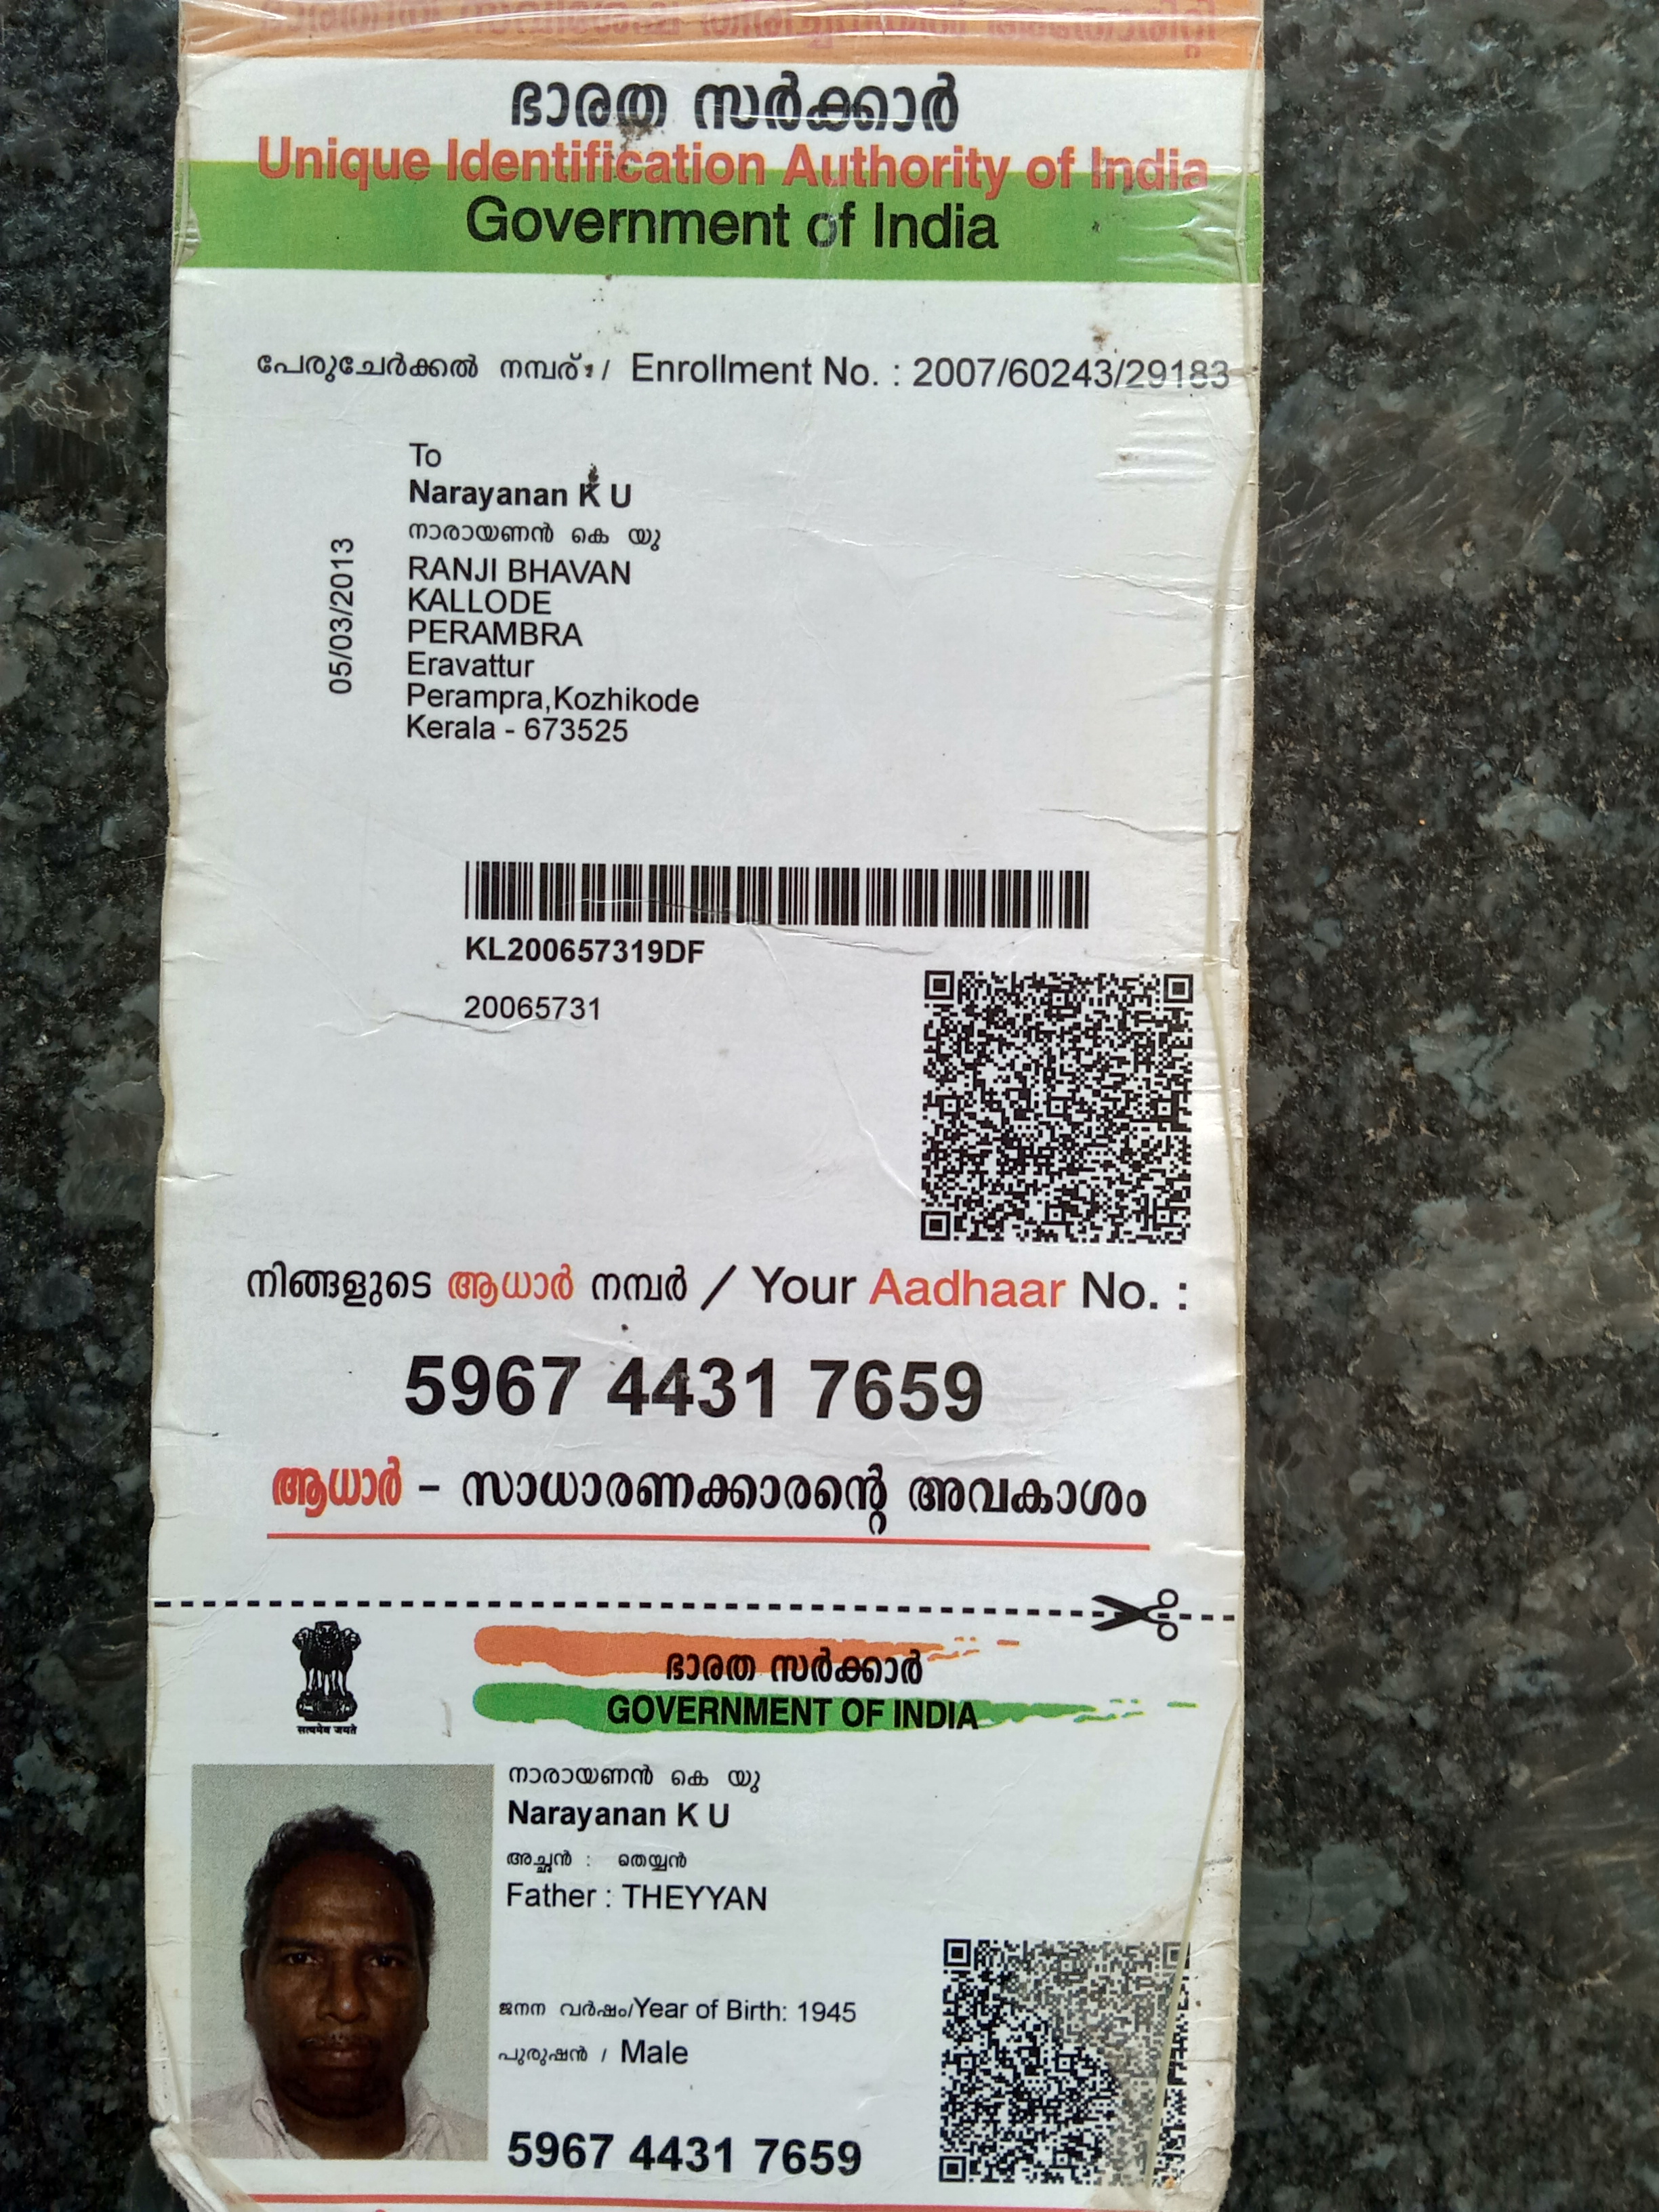 ഭാരത സർക്കാർ
Unique Identification Authority of India
Government of India
പേരുചേർക്കൽ നമ്പര് / Enrollment No. : 2007/60243/29183
To
Narayanan K U
നാരായണൻ കെ യു
RANJI BHAVAN
KALLODE
PERAMBRA
Eravattur
Perampra,Kozhikode
Kerala - 673525
05/03/2013
KL200657319DF
20065731
നിങ്ങളുടെ ആധാർ നമ്പർ / Your Aadhaar No. :
5967 4431 7659
ആധാർ - സാധാരണക്കാരന്റെ അവകാശം
सत्यमेव जयते
ഭാരത സർക്കാർ
GOVERNMENT OF INDIA
നാരായണൻ കെ യു
Narayanan K U
അച്ഛൻ : തെയ്യൻ
Father : THEYYAN
ജനന വർഷം/Year of Birth: 1945
പുരുഷൻ / Male
5967 4431 7659